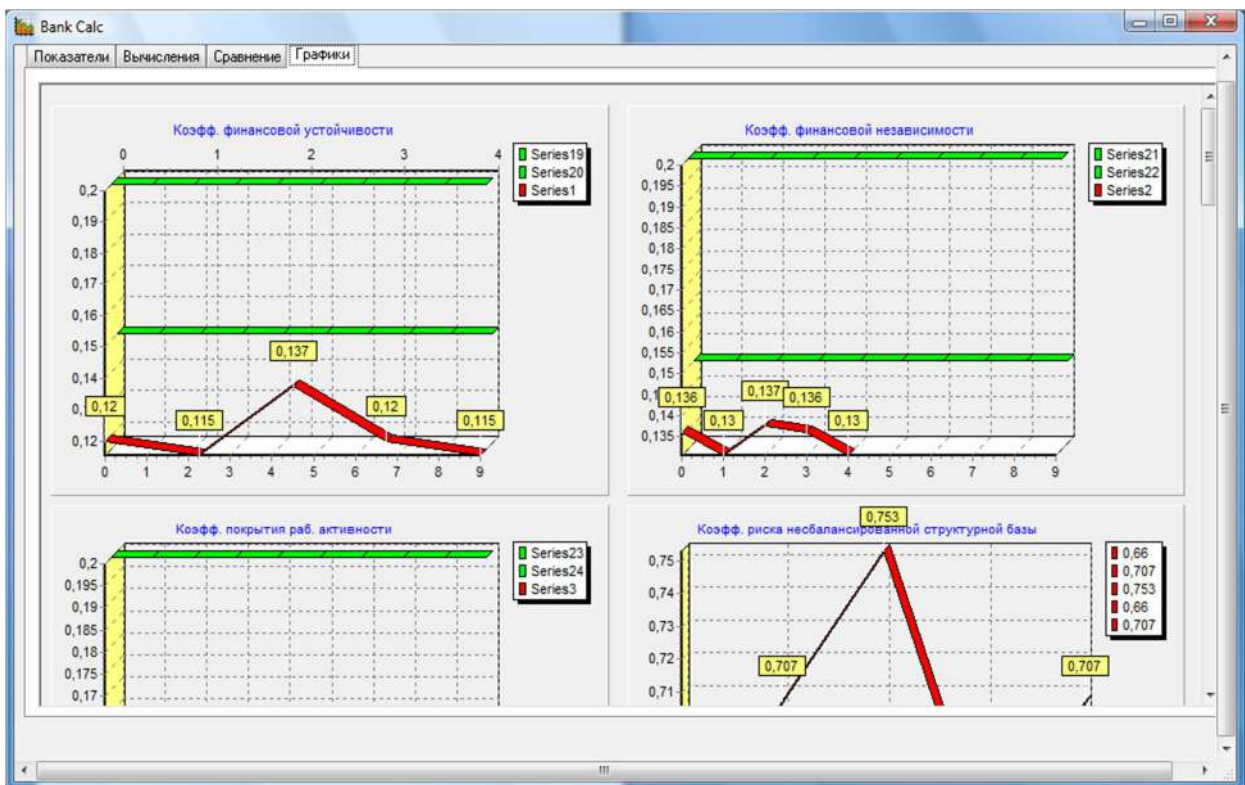 Bank Calc
Показатели Вычисления Сравнение Графики
Коэфф. финансовой устойчивости
0 1 2 3 4
Series19
Series20
Series1
0,2
0,19
0,18
0,17
0,16
0,15
0,14
0,12
0,137
0,12
0,115
0,12
0,115
0 1 2 3 4 5 6 7 8 9
Коэфф. финансовой независимости
Series21
Series22
Series2
0,2
0,195
0,19
0,185
0,18
0,175
0,17
0,165
0,16
0,155
0,15
0,14
0,135
0,136
0,13
0,137
0,136
0,13
0 1 2 3 4 5 6 7 8 9
Коэфф. покрытия раб. активности
Series23
Series24
Series3
0,2
0,195
0,19
0,185
0,18
0,175
0,17
Коэфф. риска несбалансированной структурной базы
0,753
0,66
0,707
0,753
0,66
0,707
0,75
0,74
0,73
0,72
0,71
0,707
0,707